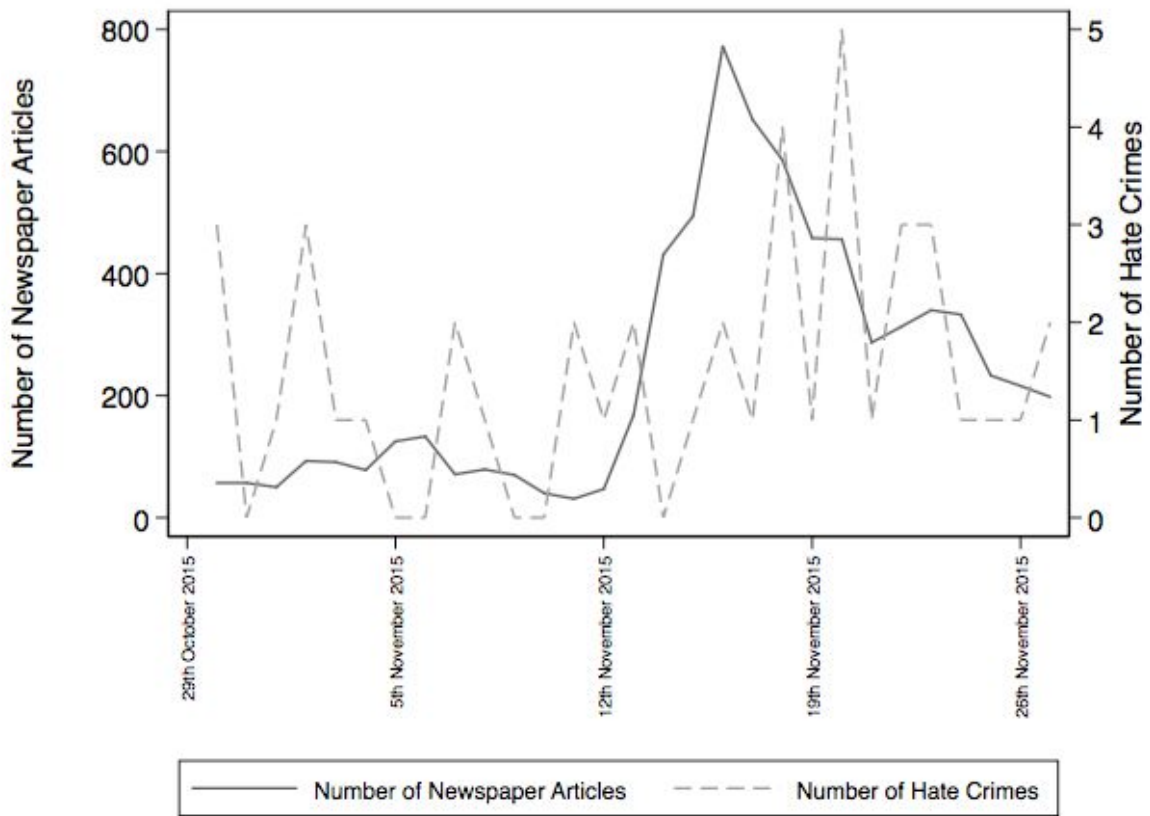 Number of Newspaper Articles
800
600
400
200
0
5
4
3
2
1
0
Number of Hate Crimes
29th October 2015
5th November 2015
12th November 2015
19th November 2015
26th November 2015
Number of Newspaper Articles
Number of Hate Crimes